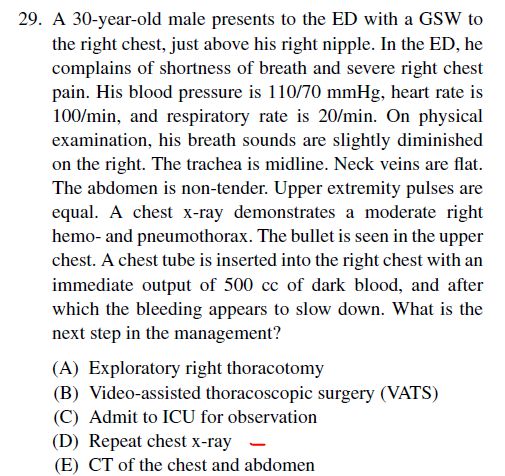 29. A 30-year-old male presents to the ED with a GSW to
the right chest, just above his right nipple. In the ED, he
complains of shortness of breath and severe right chest
pain. His blood pressure is 110/70 mmHg, heart rate is
100/min, and respiratory rate is 20/min. On physical
examination, his breath sounds are slightly diminished
on the right. The trachea is midline. Neck veins are flat.
The abdomen is non-tender. Upper extremity pulses are
equal. A chest x-ray demonstrates a moderate right
hemo- and pneumothorax. The bullet is seen in the upper
chest. A chest tube is inserted into the right chest with an
immediate output of 500 cc of dark blood, and after
which the bleeding appears to slow down. What is the
next step in the management?
(A) Exploratory right thoracotomy
(B) Video-assisted thoracoscopic surgery (VATS)
(C) Admit to ICU for observation
(D) Repeat chest x-ray
(E) CT of the chest and abdomen